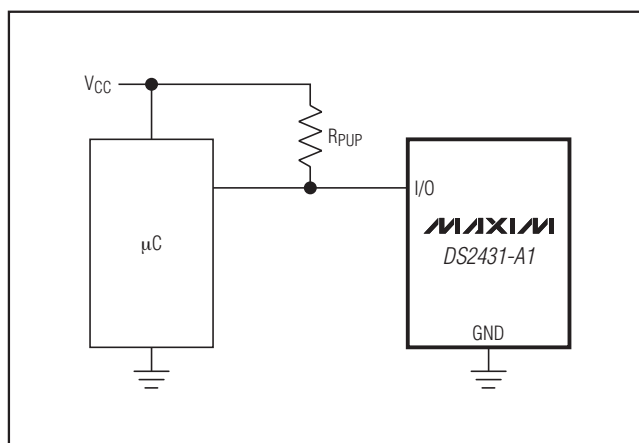 VCC
RPUP
I/O
μC
MAXIM
DS2431-A1
GND